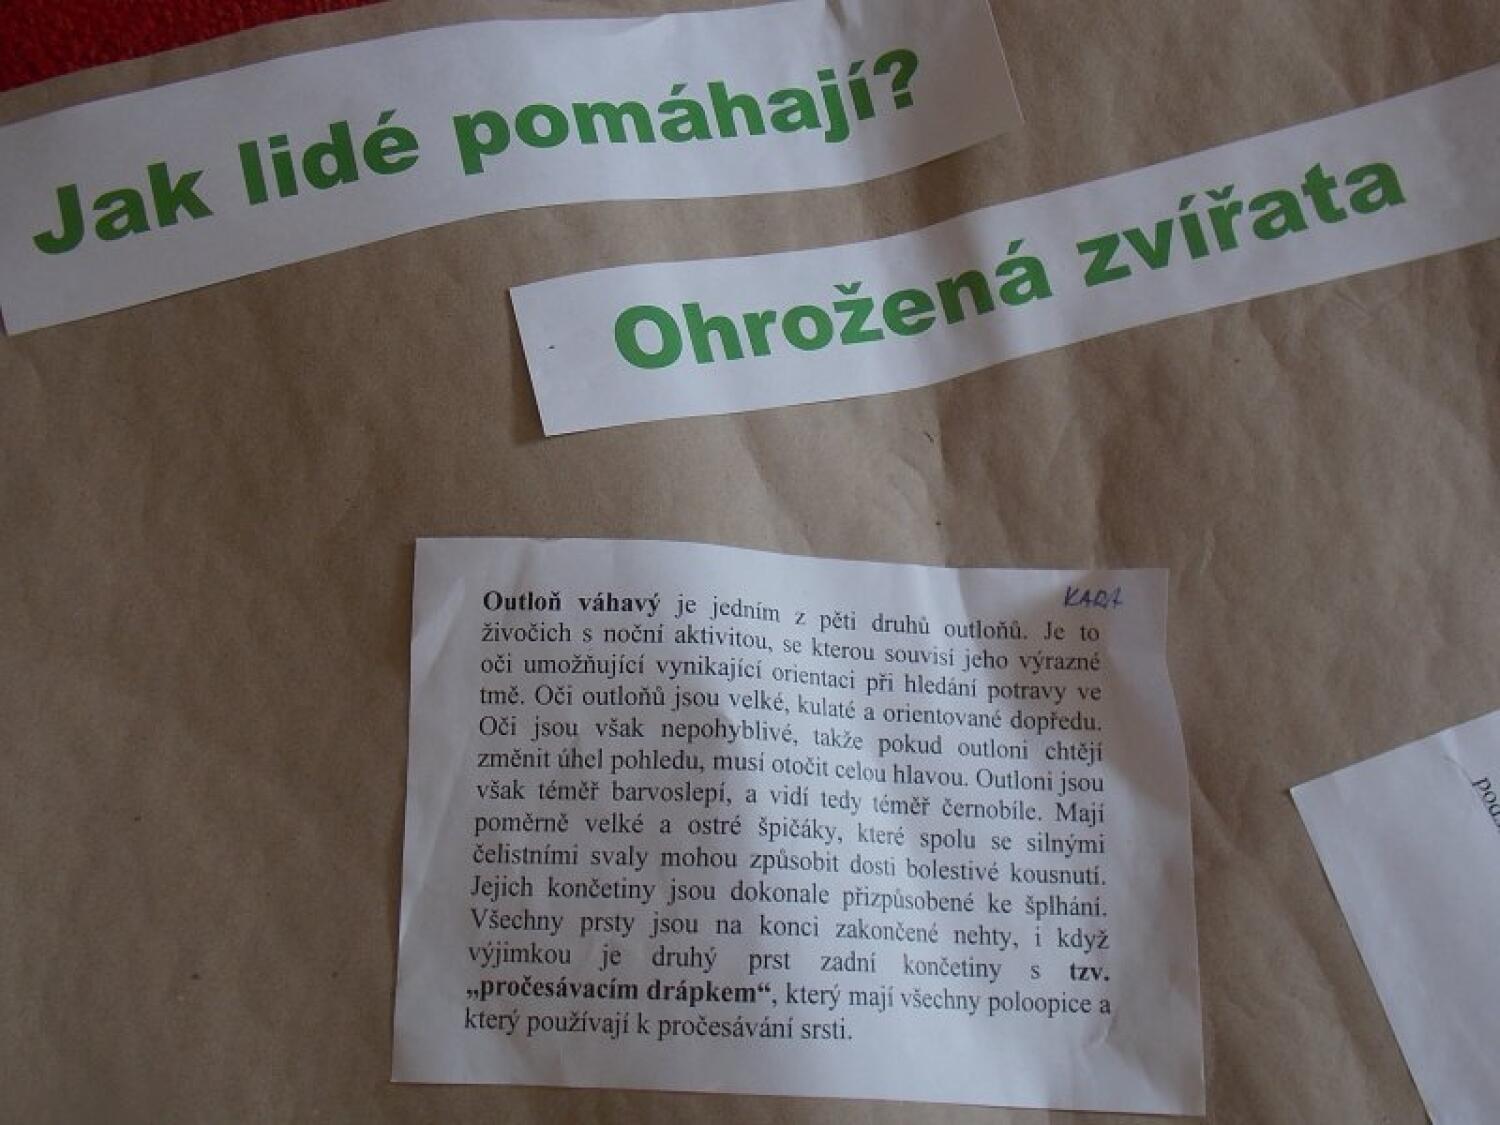 Jak lidé pomáhají?
Ohrožená zvířata
Outloň váhavý je jedním z pěti druhů outloňů. Je to
živočich s noční aktivitou, se kterou souvisí jeho výrazné
oči umožňující vynikající orientaci při hledání potravy ve
tmě. Oči outloňů jsou velké, kulaté a orientované dopředu.
Oči jsou však nepohyblivé, takže pokud outloni chtějí
změnit úhel pohledu, musí otočit celou hlavou. Outloni jsou
však téměř barvoslepí, a vidí tedy téměř černobíle. Mají
poměrně velké a ostré špičáky, které spolu se silnými
čelistními svaly mohou způsobit dosti bolestivé kousnutí.
Jejich končetiny jsou dokonale přizpůsobené ke šplhání.
Všechny prsty jsou na konci zakončené nehty, i když
výjimkou je druhý prst zadní končetiny s tzv.
„pročesávacím drápkem“, který mají všechny poloopice a
který používají k pročesávání srsti.